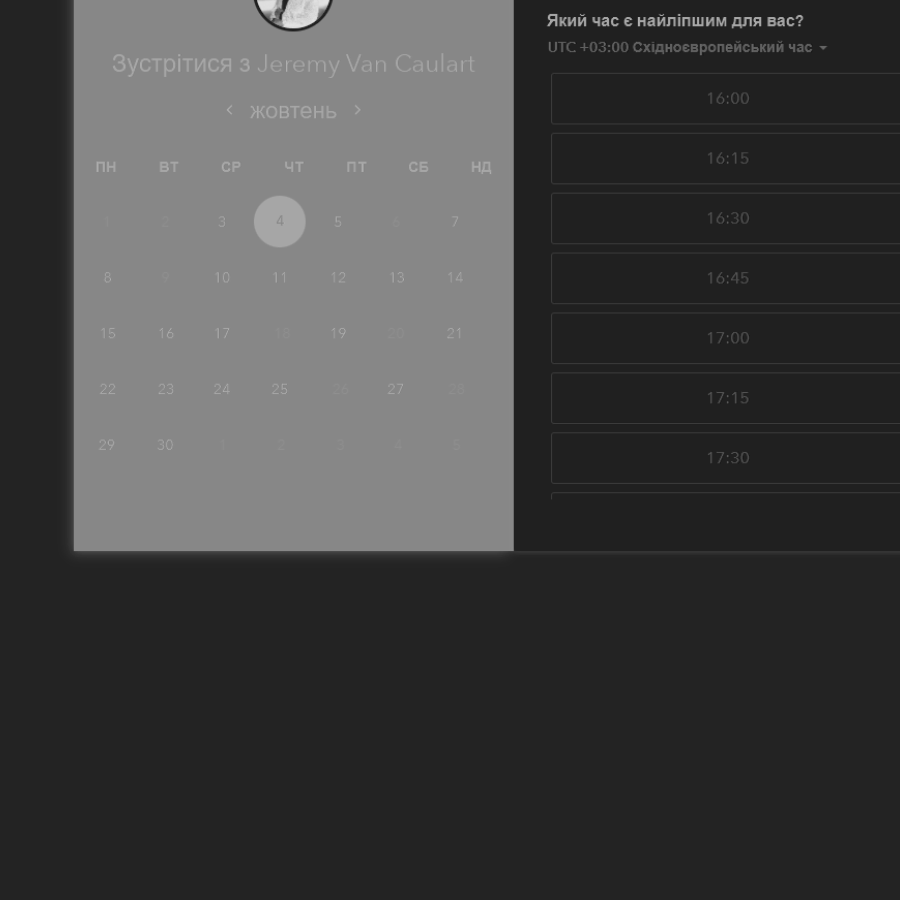 Зустрітися з Jeremy Van Caulart
жовтень
ПН ВТ СР ЧТ ПТ СБ НД
1 2 3 4 5 6 7
8 9 10 11 12 13 14
15 16 17 18 19 20 21
22 23 24 25 26 27 28
29 30 1 2 3 4 5
Який час є найліпшим для вас?
UTC +03:00 Східноєвропейський час
16:00
16:15
16:30
16:45
17:00
17:15
17:30